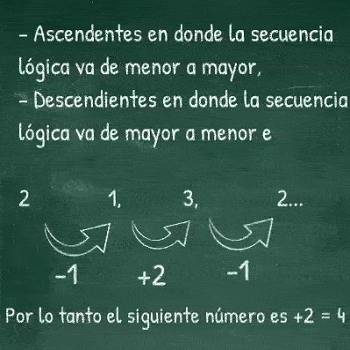 - Ascendentes en donde la secuencia
lógica va de menor a mayor,
- Descendientes en donde la secuencia
lógica va de mayor a menor e
2 1, 3, 2...
-1 +2 -1
Por lo tanto el siguiente número es +2 = 4